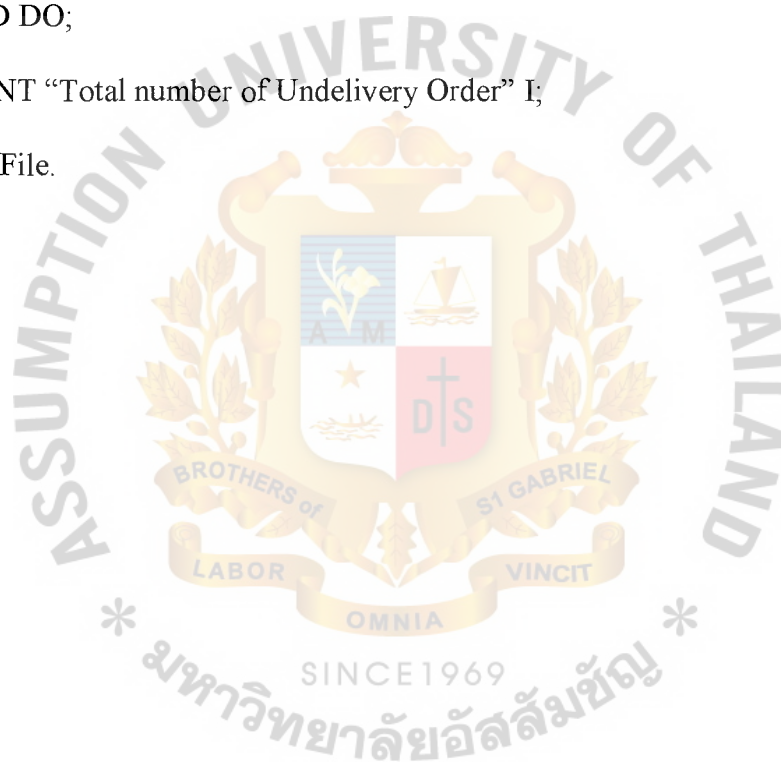 D DO;
NT “Total number of Undelivery Order” I;
File.
ASSUMPTION UNIVERSITY OF THAILAND
A M
D S
BROTHERS of ST GABRIEL
LABOR
VINCIT
OMNIA
SINCE1969
* มหาวิทยาลัยอัสสัมชัญ *